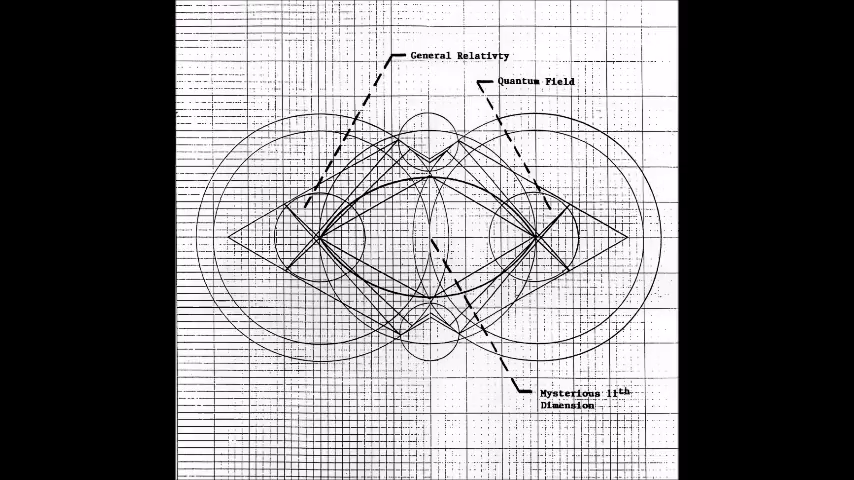 General Relativty
Quantum Field
Mysterious 11th
Dimension